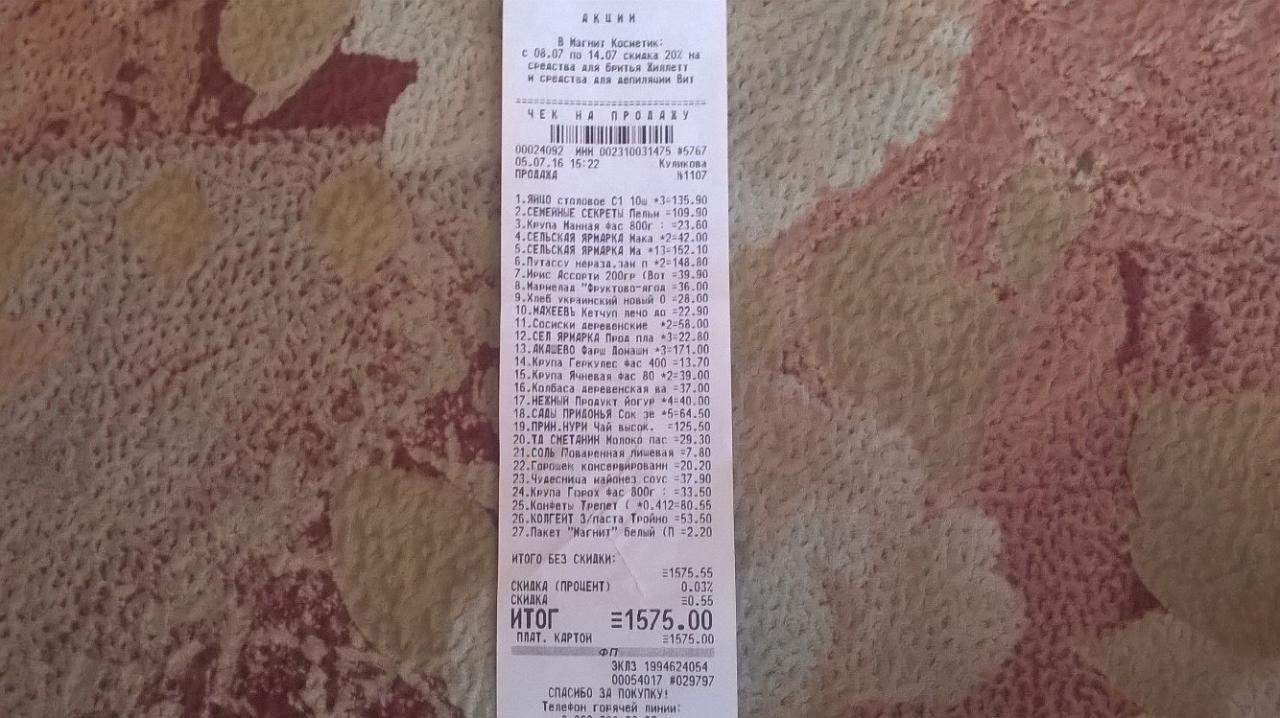 АКЦИИ
В Магнит Косметик:
с 08.07 по 14.07 скидка 20% на
средства для бритья Жиллетт
и средства для депиляции Вит
ЧЕК НА ПРОДАЖУ
00024092 ИНН 002310031475 #5767
05.07.16 15:22 Куликова
ПРОДАЖА №1107
1.ЯЙЦО столовое С1 10ш *3=135.90
2.СЕМЕЙНЫЕ СЕКРЕТЫ Пельм =109.90
3.Крупа Манная Фас 800г : =23.60
4.СЕЛЬСКАЯ ЯРМАРКА Мака *2=42.00
5.СЕЛЬСКАЯ ЯРМАРКА Ма *13=152.10
6.Путассу неразд.зам п *2=148.80
7.Ирис Ассорти 200гр (Вот =39.90
8.Мармелад "Фруктово-ягод =36.00
9.Хлеб украинский новый 0 =28.00
10.МАХЕЕВЪ Кетчуп лечо до =22.90
11.Сосиски деревенские *2=58.00
12.СЕЛ ЯРМАРКА Прод пла *3=22.80
13.АКАШЕВО Фарш Домашн *3=171.00
14.Крупа Геркулес Фас 400 =13.70
15.Крупа Ячневая Фас 80 *2=39.00
16.Колбаса деревенская ва =37.00
17.НЕЖНЫЙ Продукт йогур *4=40.00
18.САДЫ ПРИДОНЬЯ Сок зе *5=64.50
19.ПРИН.НУРИ Чай высок. =125.50
20.ТД СМЕТАНИН Молоко пас =29.30
21.СОЛЬ Поваренная пищевая =7.80
22.Горошек консервированн =20.20
23.Чудесница майонез соус =37.90
24.Крупа Горох Фас 800г : =33.50
25.Конфеты Трепет ( *0.412=80.55
26.КОЛГЕЙТ З/паста Тройно =53.50
27.Пакет "Магнит" белый (П =2.20
ИТОГО БЕЗ СКИДКИ:
≡1575.55
СКИДКА (ПРОЦЕНТ) 0.03%
СКИДКА ≡0.55
ИТОГ ≡1575.00
ПЛАТ. КАРТОЙ ≡1575.00
ФП
ЭКЛЗ 1994624054
00054017 #029797
СПАСИБО ЗА ПОКУПКУ!
Телефон горячей линии: